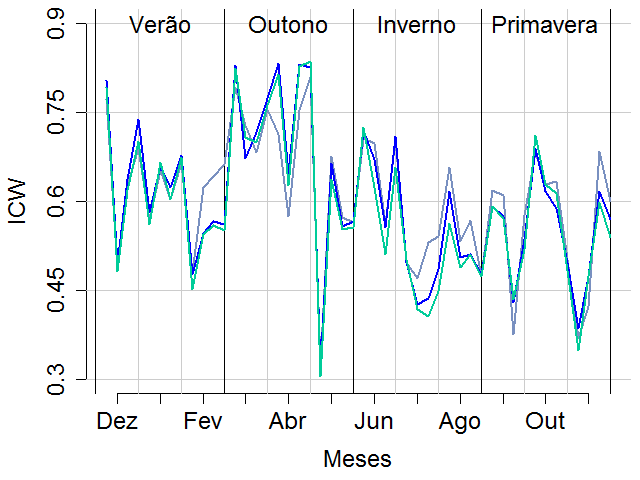 Verão Outono Inverno Primavera
0.9
0.75
0.6
0.45
0.3
ICW
Dez Fev Abr Jun Ago Out
Meses